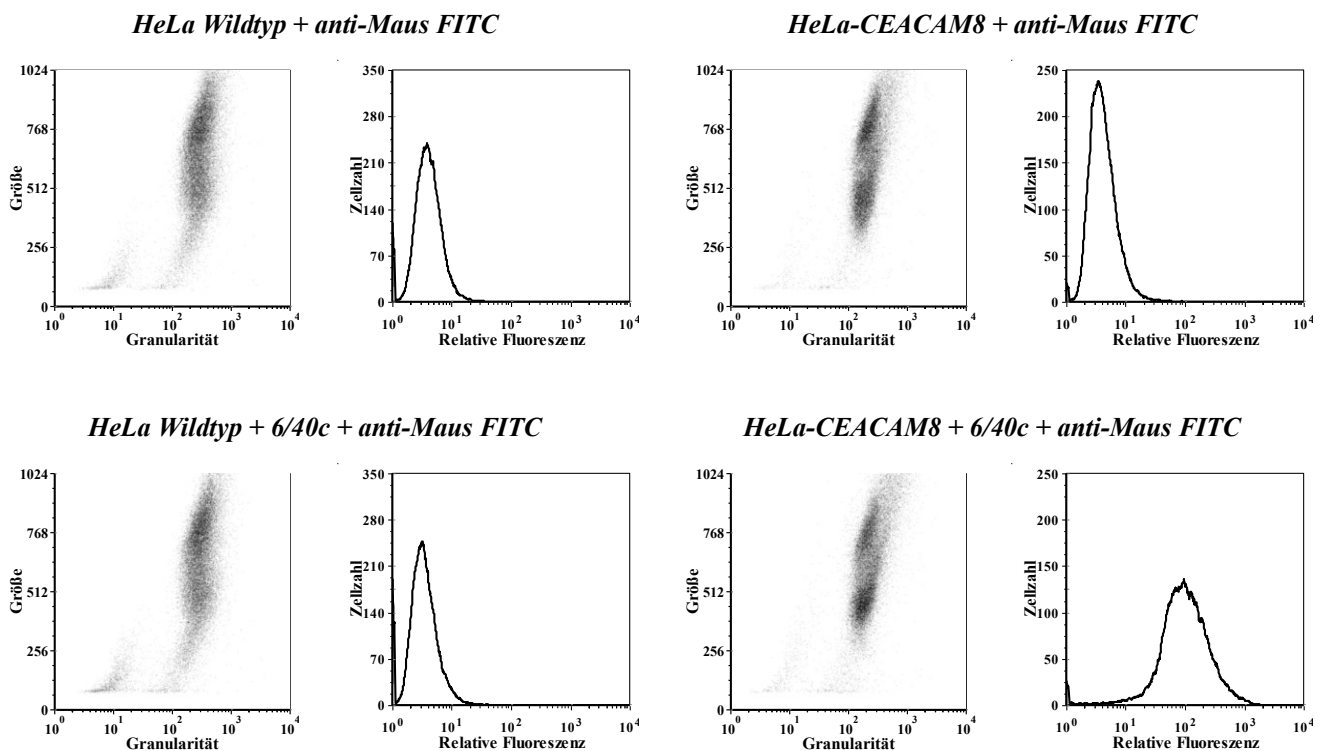 HeLa Wildtyp + anti-Maus FITC
1024
768
512
256
0
Größe
10^0 10^1 10^2 10^3 10^4
Granularität
350
280
210
140
70
0
Zellzahl
10^0 10^1 10^2 10^3 10^4
Relative Fluoreszenz
HeLa-CEACAM8 + anti-Maus FITC
1024
768
512
256
0
Größe
10^0 10^1 10^2 10^3 10^4
Granularität
250
200
150
100
50
0
Zellzahl
10^0 10^1 10^2 10^3 10^4
Relative Fluoreszenz
HeLa Wildtyp + 6/40c + anti-Maus FITC
1024
768
512
256
0
Größe
10^0 10^1 10^2 10^3 10^4
Granularität
350
280
210
140
70
0
Zellzahl
10^0 10^1 10^2 10^3 10^4
Relative Fluoreszenz
HeLa-CEACAM8 + 6/40c + anti-Maus FITC
1024
768
512
256
0
Größe
10^0 10^1 10^2 10^3 10^4
Granularität
250
200
150
100
50
0
Zellzahl
10^0 10^1 10^2 10^3 10^4
Relative Fluoreszenz